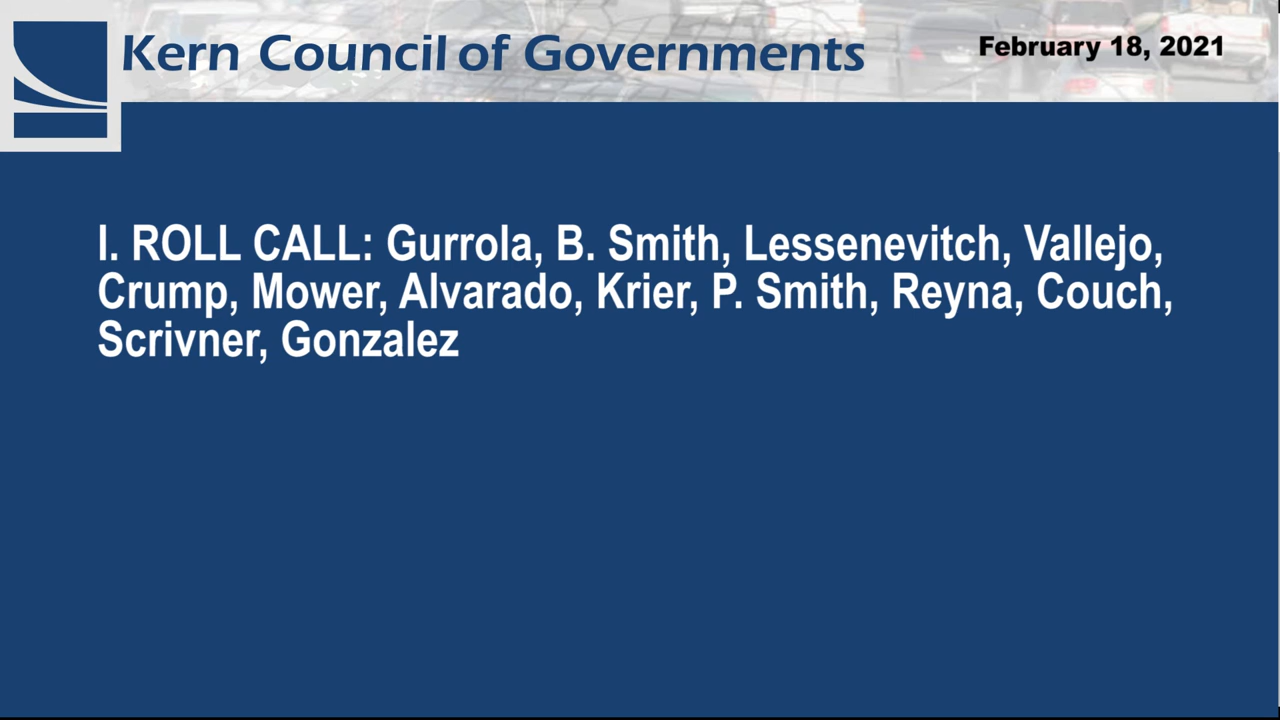 Kern Council of Governments
February 18, 2021
I. ROLL CALL: Gurrola, B. Smith, Lessenevitch, Vallejo,
Crump, Mower, Alvarado, Krier, P. Smith, Reyna, Couch,
Scrivner, Gonzalez